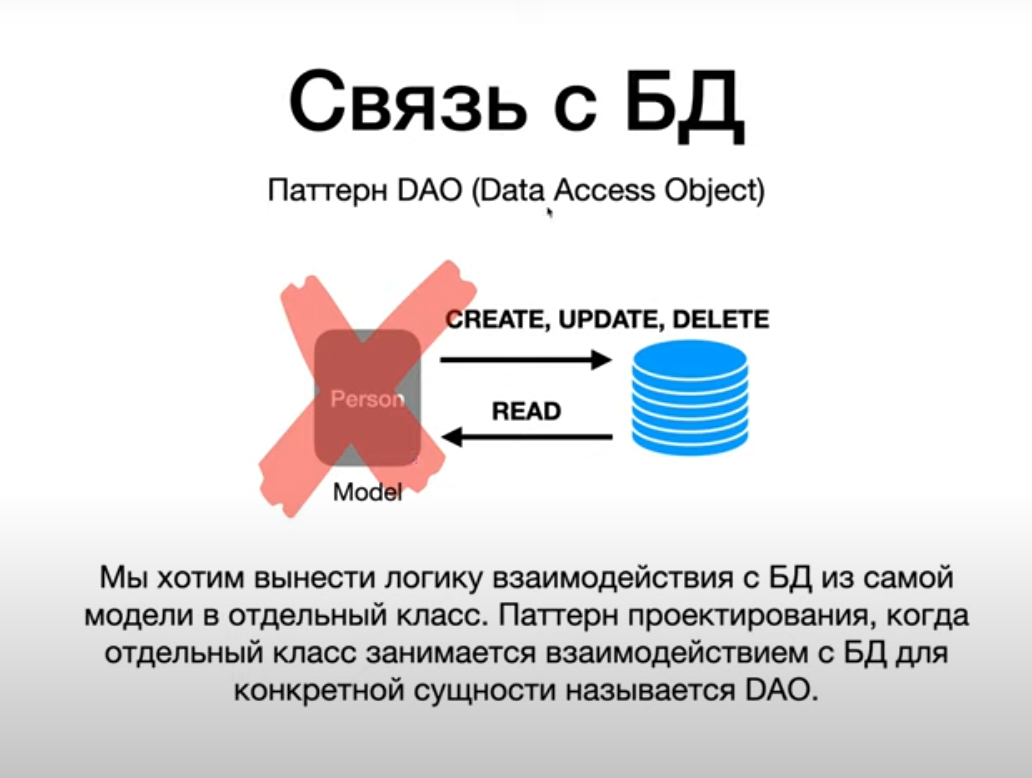 Связь с БД
Паттерн DAO (Data Access Object)
CREATE, UPDATE, DELETE
Person
READ
Model
Мы хотим вынести логику взаимодействия с БД из самой
модели в отдельный класс. Паттерн проектирования, когда
отдельный класс занимается взаимодействием с БД для
конкретной сущности называется DAO.